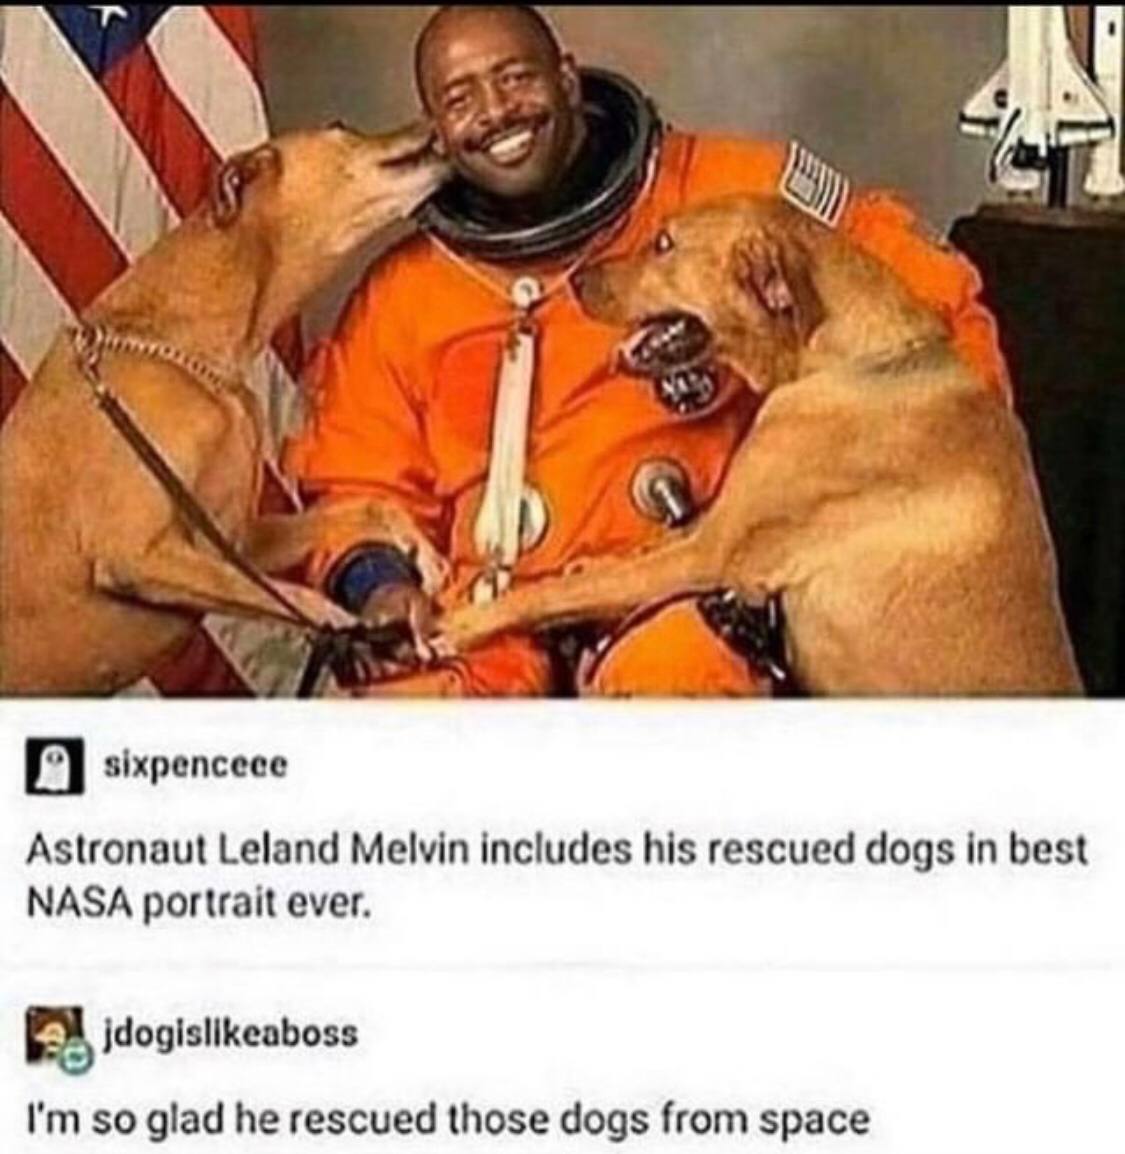 sixpenceee
Astronaut Leland Melvin includes his rescued dogs in best
NASA portrait ever.
jdogislikeaboss
I'm so glad he rescued those dogs from space